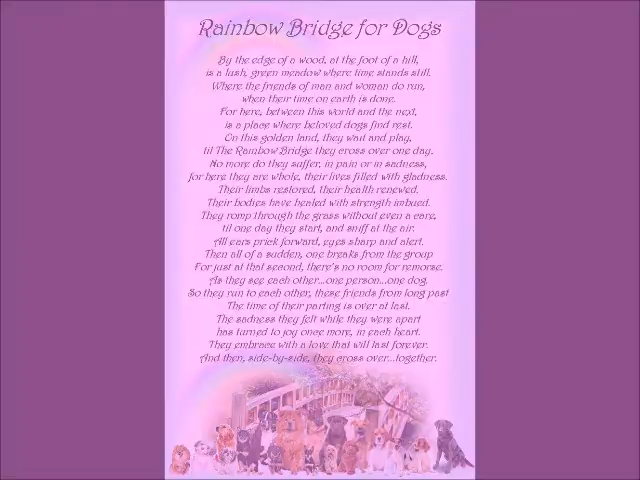 Rainbow Bridge for Dogs
By the edge of a wood, at the foot of a hill,
is a lush, green meadow where time stands still.
Where the friends of man and woman do run,
when their time on earth is done.
For here, between this world and the next,
is a place where beloved dogs find rest.
On this golden land, they wait and play,
til The Rainbow Bridge they cross over one day.
No more do they suffer, in pain or in sadness,
for here they are whole, their lives filled with gladness.
Their limbs restored, their health renewed.
Their bodies have healed with strength imbued.
They romp through the grass without even a care,
til one day they start, and sniff at the air.
All ears prick forward, eyes sharp and alert.
Then all of a sudden, one breaks from the group
For just at that second, there's no room for remorse.
As they see each other...one person...one dog.
So they run to each other, these friends from long past
The time of their parting is over at last.
The sadness they felt while they were apart
has turned to joy once more, in each heart.
They embrace with a love that will last forever.
And then, side-by-side, they cross over...together.